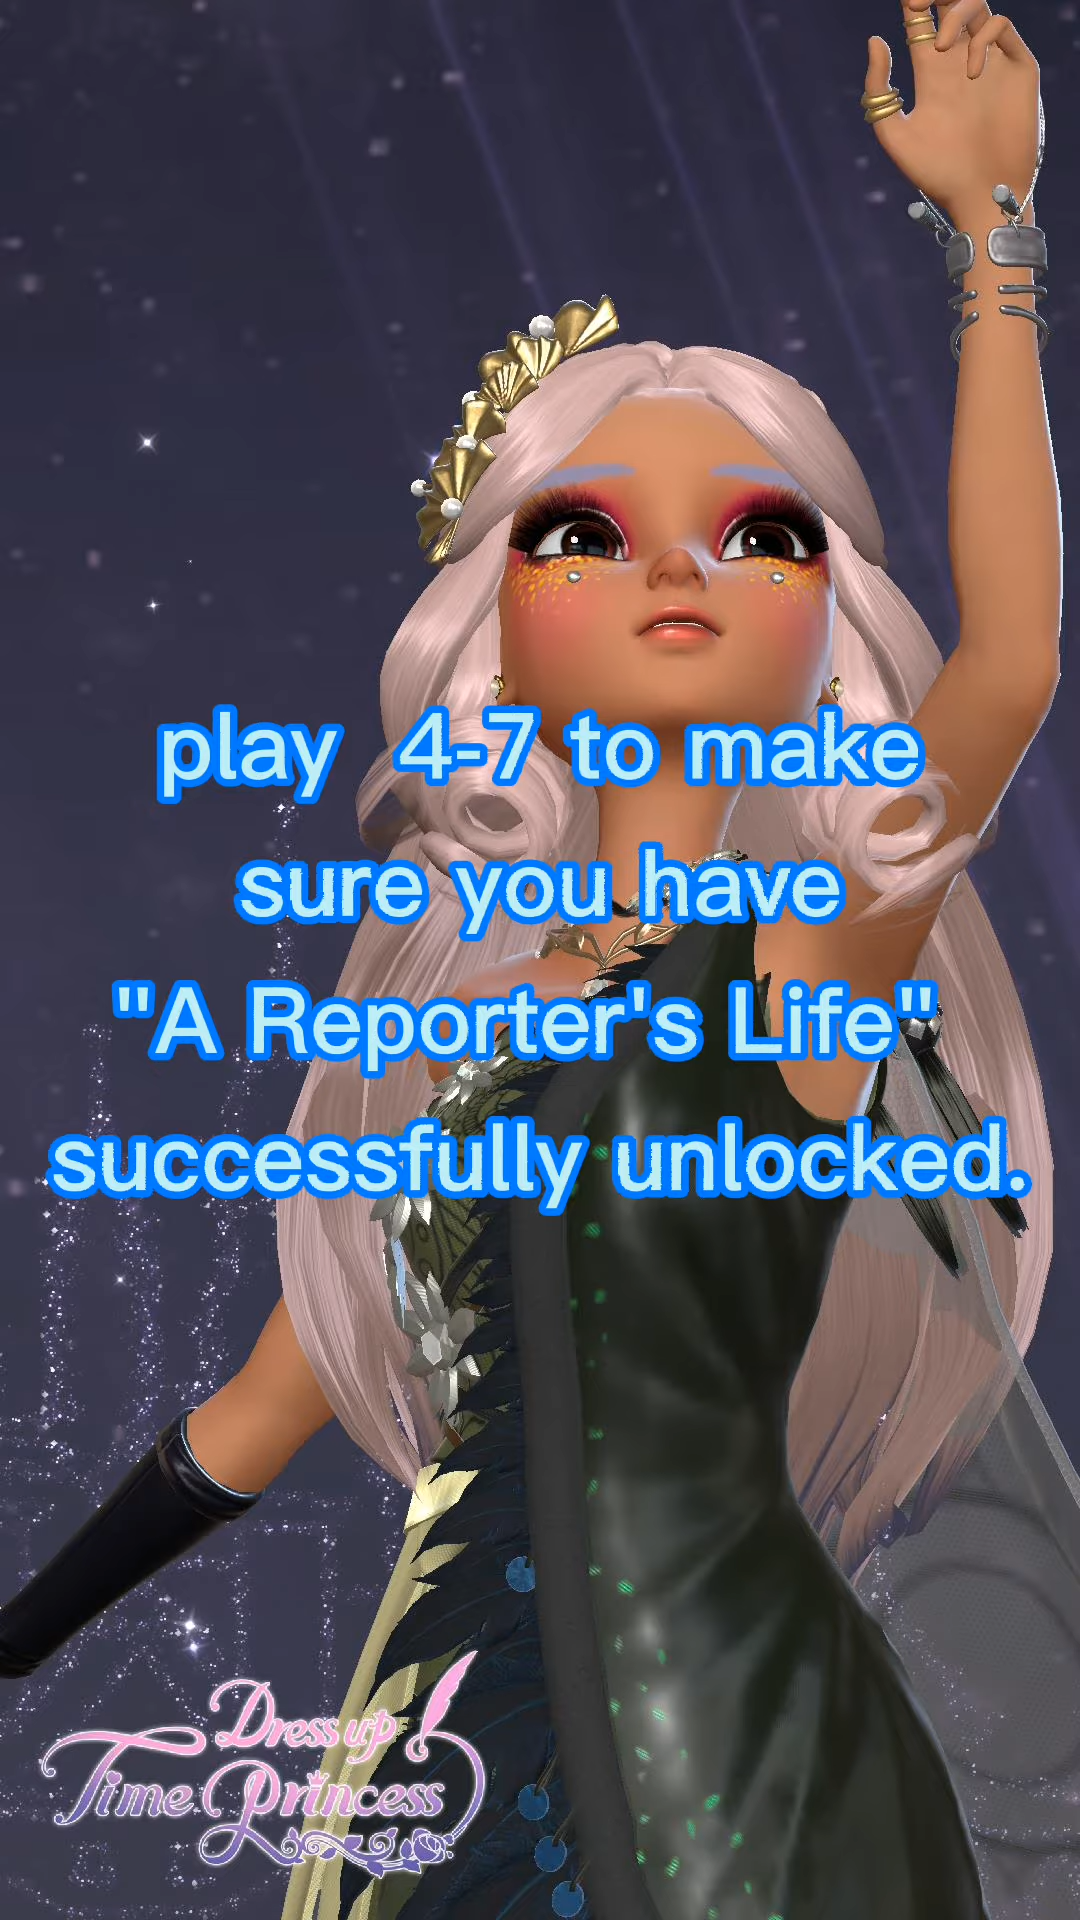 play 4-7 to make
sure you have
"A Reporter's Life"
successfully unlocked.
Dress up!
Time Princess